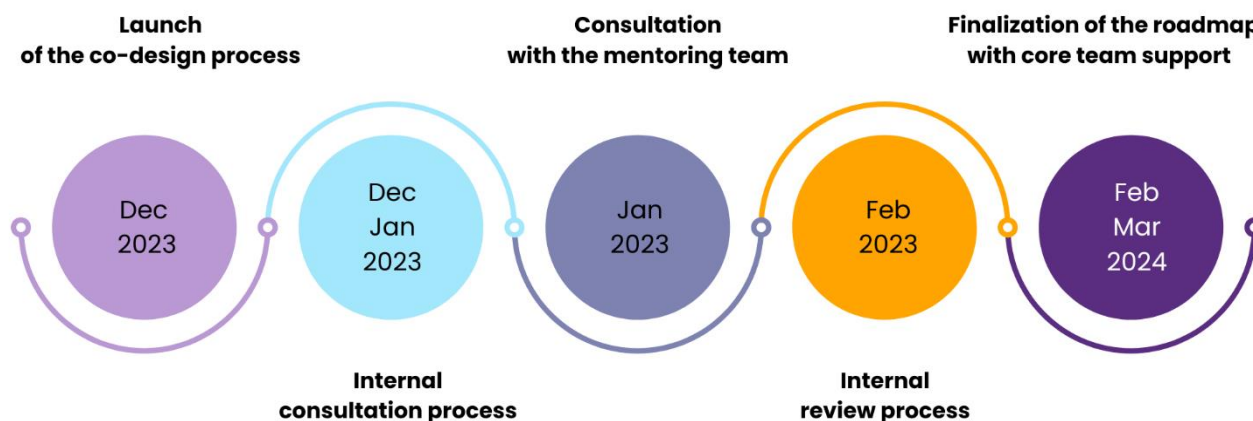 Launch
of the co-design process
Consultation
with the mentoring team
Finalization of the roadmap
with core team support
Dec
2023
Dec
Jan
2023
Jan
2023
Feb
2023
Feb
Mar
2024
Internal
consultation process
Internal
review process